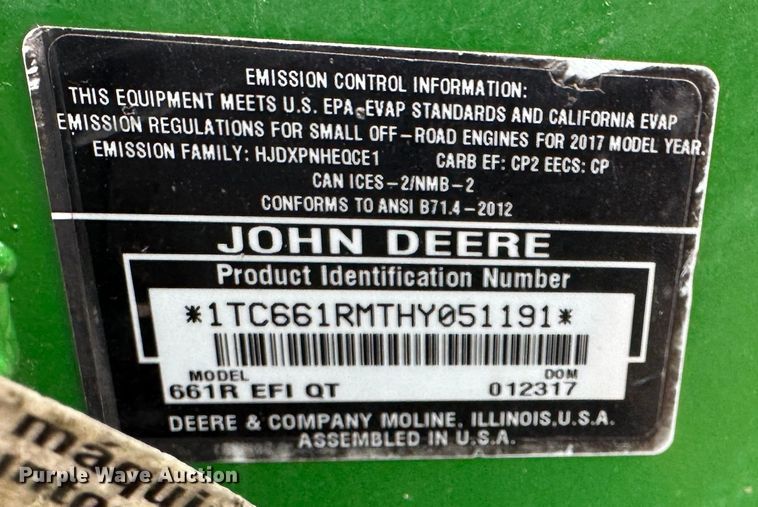 EMISSION CONTROL INFORMATION:
THIS EQUIPMENT MEETS U.S. EPA EVAP STANDARDS AND CALIFORNIA EVAP
EMISSION REGULATIONS FOR SMALL OFF-ROAD ENGINES FOR 2017 MODEL YEAR.
EMISSION FAMILY: HJDXPNHEQCE1 CARB EF: CP2 EECS: CP
CAN ICES-2/NMB-2
CONFORMS TO ANSI B71.4-2012
JOHN DEERE
Product Identification Number
*1TC661RMTHY051191*
MODEL DOM
661R EFI QT 012317
DEERE & COMPANY MOLINE, ILLINOIS,U.S.A.
ASSEMBLED IN U.S.A.
Purple Wave Auction